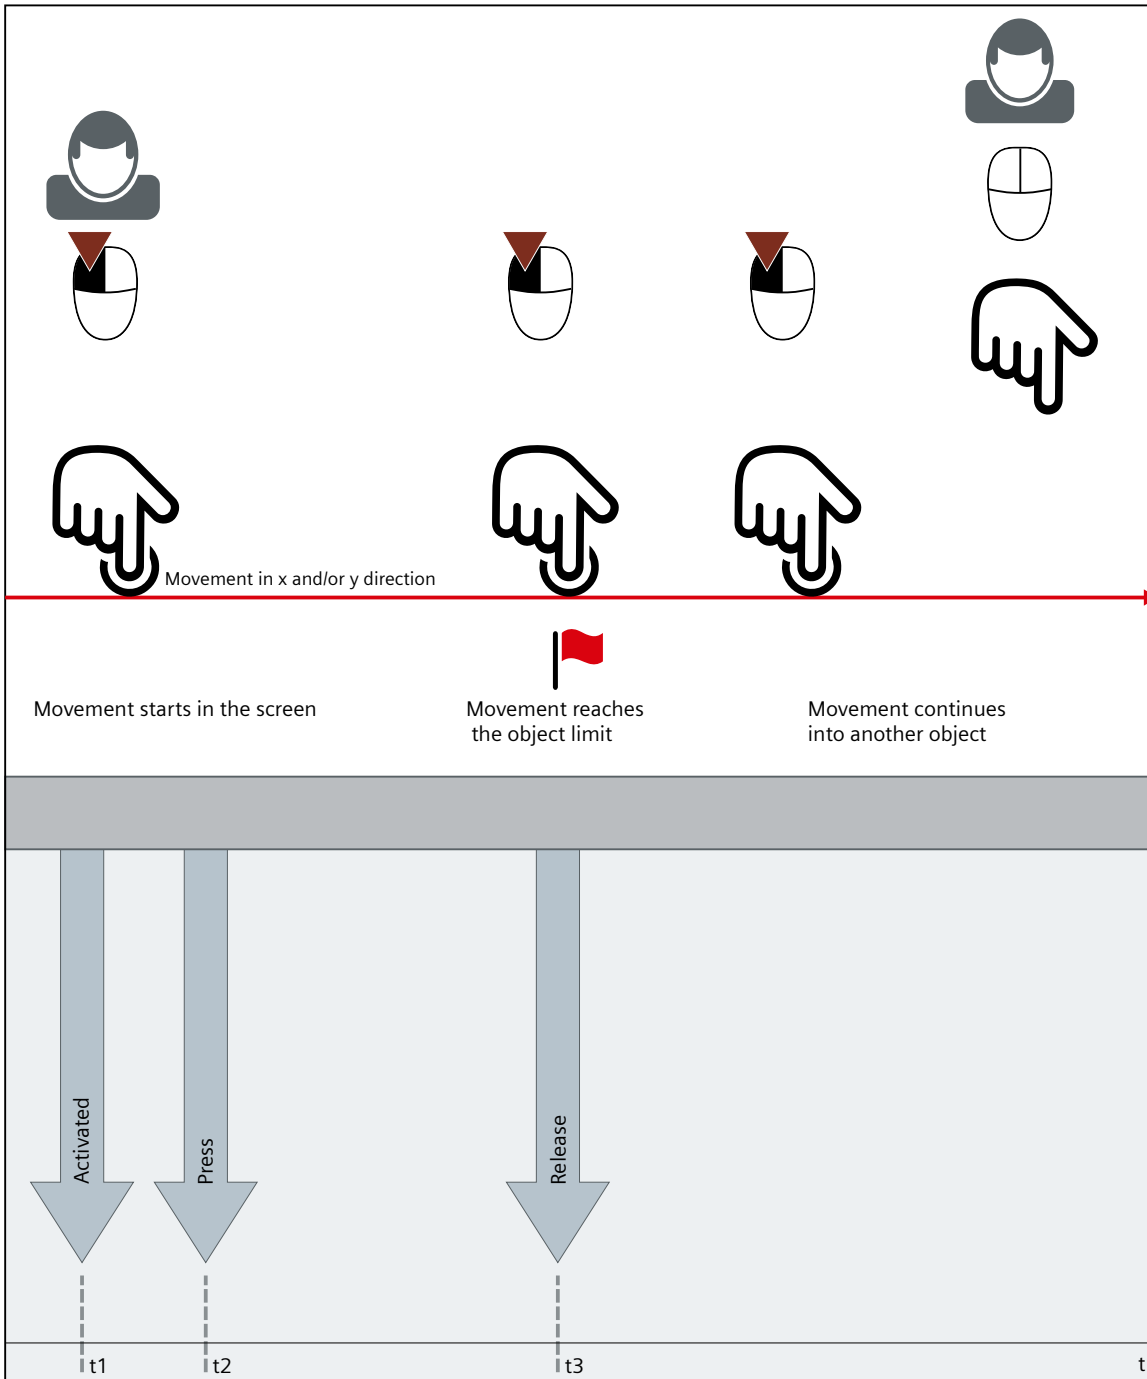 Movement in x and/or y direction
Movement starts in the screen
Movement reaches
the object limit
Movement continues
into another object
Activated
Press
Release
t1
t2
t3
t